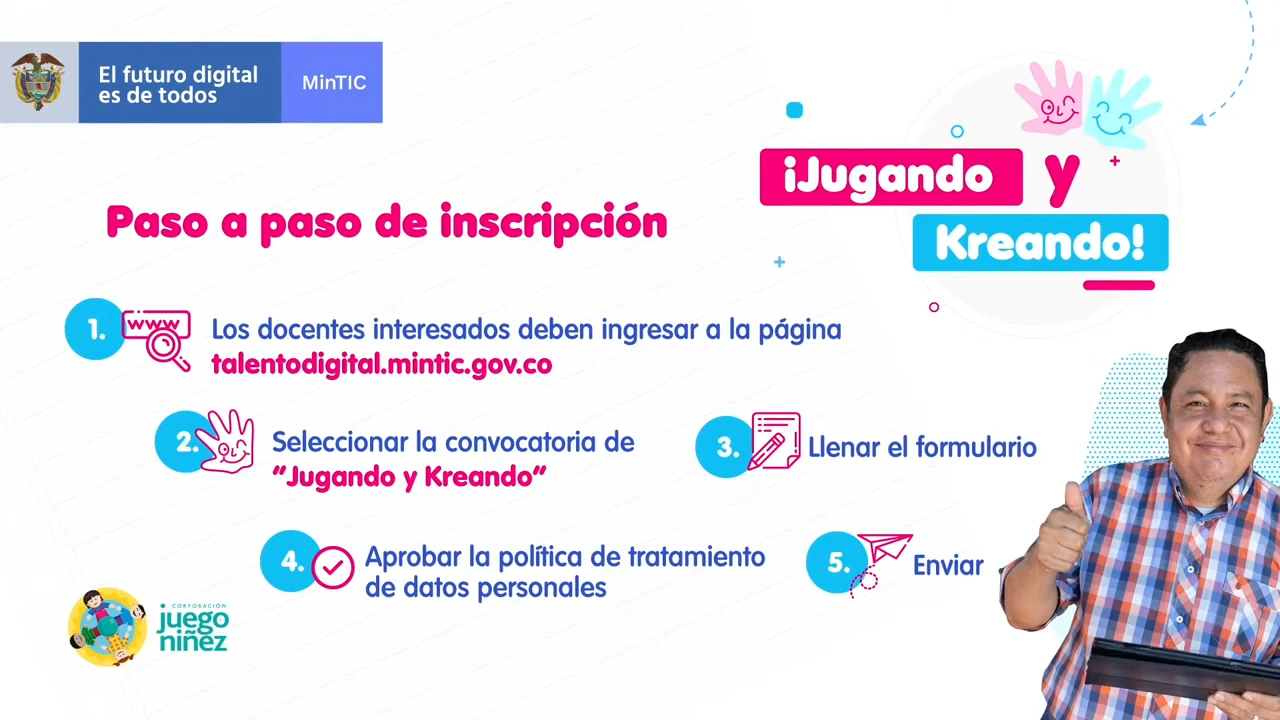 El futuro digital
es de todos
MinTIC
¡Jugando y
Kreando!
Paso a paso de inscripción
1.
www
Los docentes interesados deben ingresar a la página
talentodigital.mintic.gov.co
2.
Seleccionar la convocatoria de
"Jugando y Kreando"
3.
Llenar el formulario
4.
Aprobar la política de tratamiento
de datos personales
5.
Enviar
CORPORACIÓN
juego
niñez